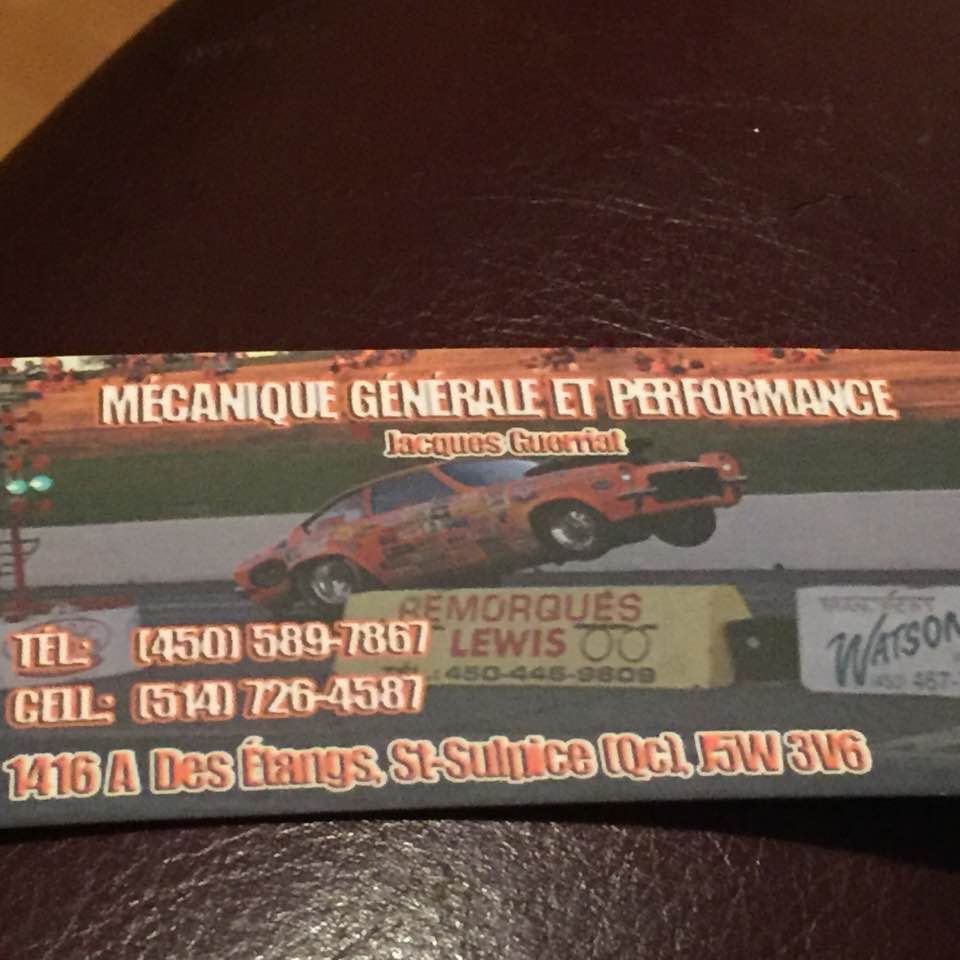 MÉCANIQUE GÉNÉRALE ET PERFORMANCE
Jacques Guerriat
REMORQUES
LEWIS
450-446-9809
WATSON
TÉL: (450) 589-7867
CELL: (514) 726-4587
1416 A Des Étangs, St-Sulpice (Qc), J5W 3V6